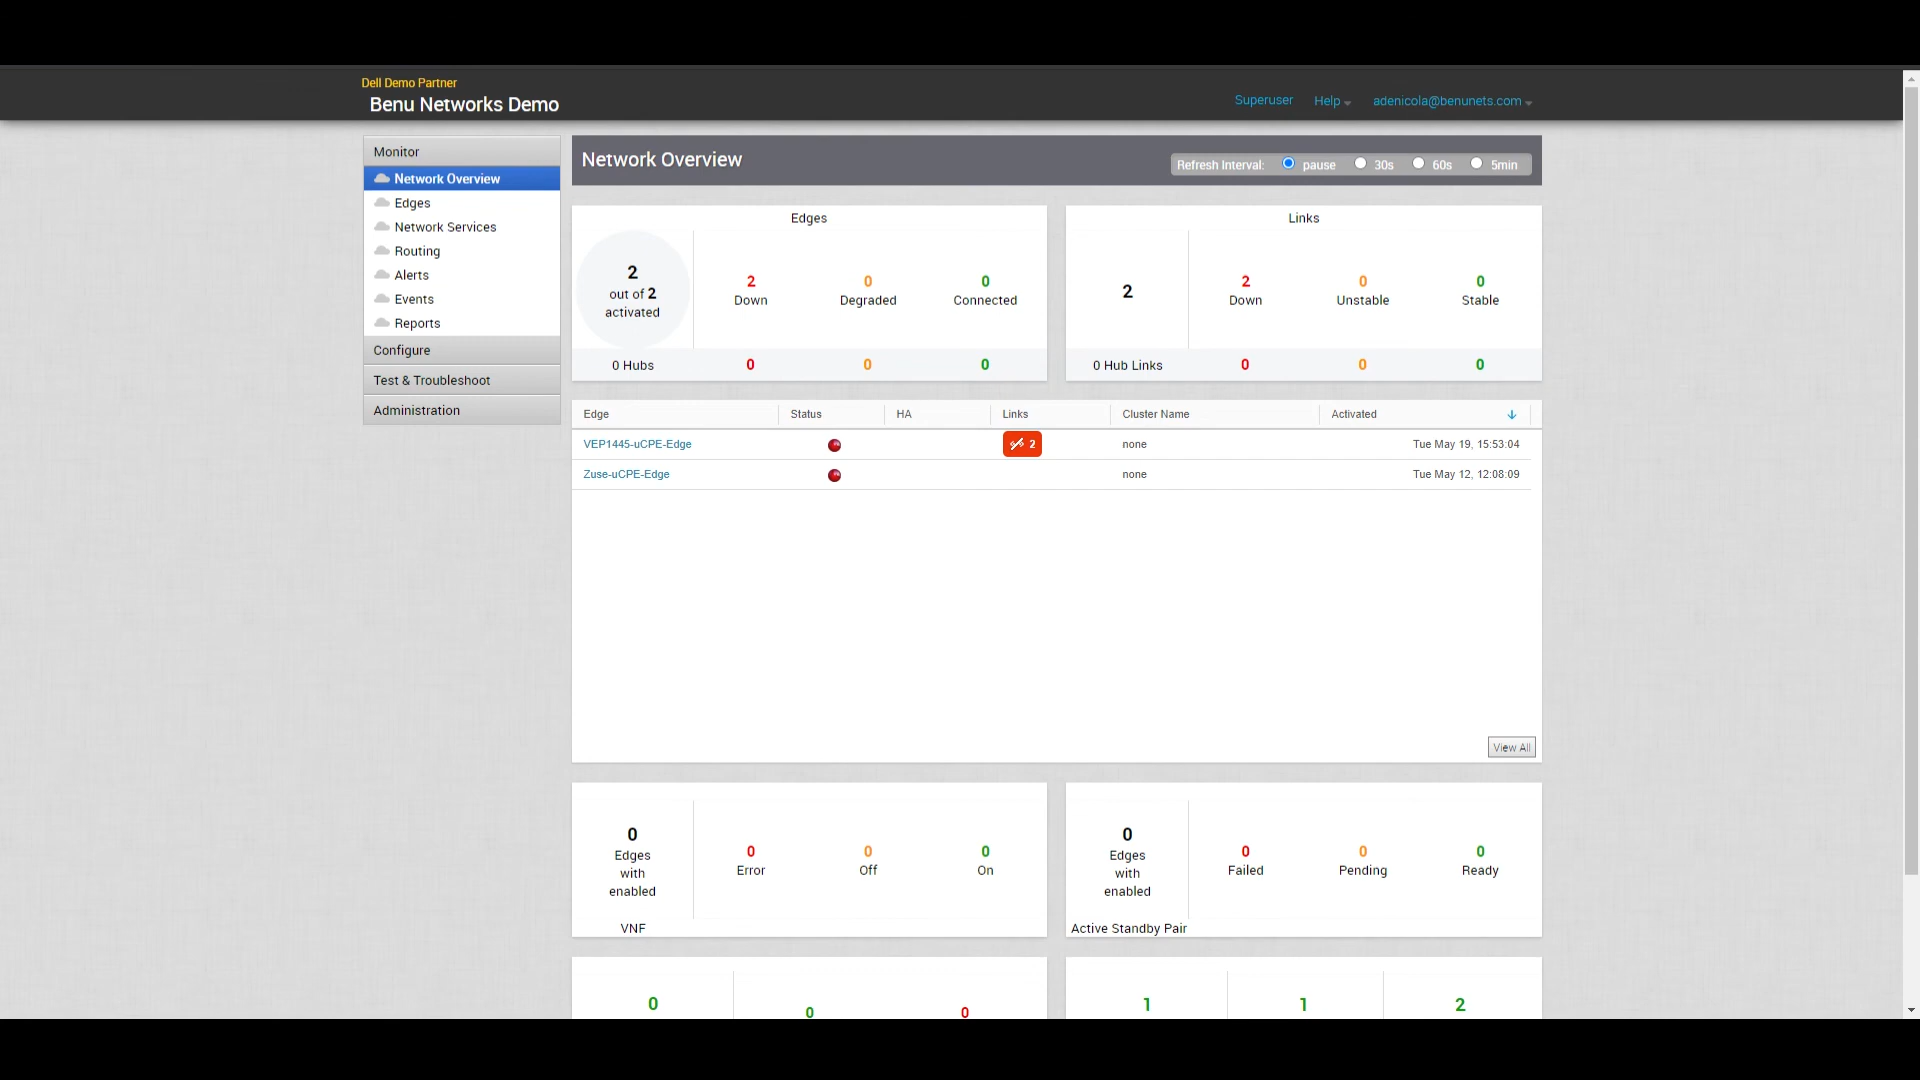 Dell Demo Partner
Benu Networks Demo
Superuser Help adenicola@benunets.com
Monitor
Network Overview
Edges
Network Services
Routing
Alerts
Events
Reports
Configure
Test & Troubleshoot
Administration
Network Overview
Refresh Interval: pause 30s 60s 5min
Edges
2
out of 2
activated
2 0 0
Down Degraded Connected
0 Hubs 0 0 0
Links
2
2 0 0
Down Unstable Stable
0 Hub Links 0 0 0
Edge Status HA Links Cluster Name Activated
VEP1445-uCPE-Edge 2 none Tue May 19, 15:53:04
Zuse-uCPE-Edge none Tue May 12, 12:08:09
View All
0
Edges
with
enabled
VNF
0 0 0
Error Off On
0
Edges
with
enabled
Active Standby Pair
0 0 0
Failed Pending Ready
0 0 0
1 1 2